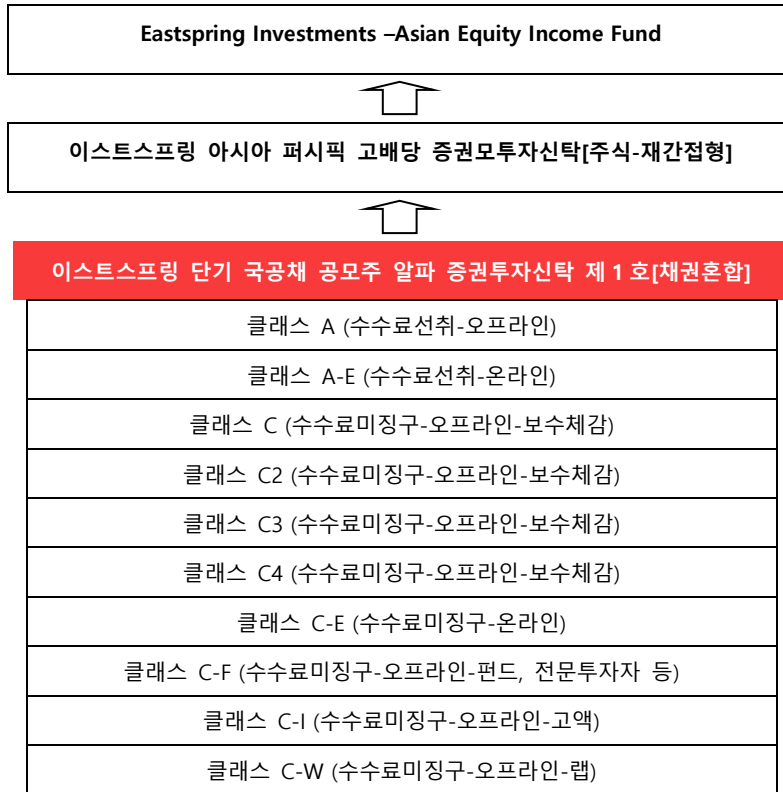 Eastspring Investments –Asian Equity Income Fund
이스트스프링 아시아 퍼시픽 고배당 증권모투자신탁[주식-재간접형]
이스트스프링 단기 국공채 공모주 알파 증권투자신탁 제1호[채권혼합]
클래스 A (수수료선취-오프라인)
클래스 A-E (수수료선취-온라인)
클래스 C (수수료미징구-오프라인-보수체감)
클래스 C2 (수수료미징구-오프라인-보수체감)
클래스 C3 (수수료미징구-오프라인-보수체감)
클래스 C4 (수수료미징구-오프라인-보수체감)
클래스 C-E (수수료미징구-온라인)
클래스 C-F (수수료미징구-오프라인-펀드, 전문투자자 등)
클래스 C-I (수수료미징구-오프라인-고액)
클래스 C-W (수수료미징구-오프라인-랩)